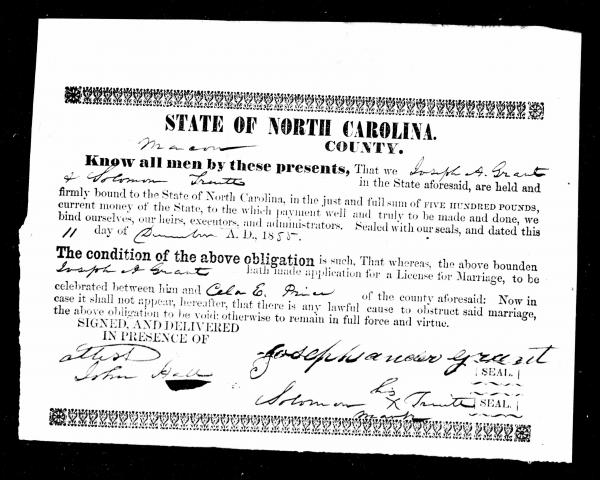 STATE OF NORTH CAROLINA.
Macon COUNTY.
Know all men by these presents, That we Joseph A. Grant
& Solomon Truitt in the State aforesaid, are held and
firmly bound to the State of North Carolina, in the just and full sum of FIVE HUNDRED POUNDS,
current money of the State, to the which payment well and truly to be made and done, we
bind ourselves, our heirs, executors, and administrators. Sealed with our seals, and dated this
11 day of December A. D., 1855.
The condition of the above obligation is such, That whereas, the above bounden
Joseph A Grant hath made application for a License for Marriage, to be
celebrated between him and Cela E. Price of the county aforesaid: Now in
case it shall not appear, hereafter, that there is any lawful cause to obstruct said marriage,
the above obligation to be void: otherwise to remain in full force and virtue.
SIGNED, AND DELIVERED
IN PRESENCE OF
Attest Joseph ander grant
John Hall SEAL.
his
Solomon X Truitt SEAL.
mark